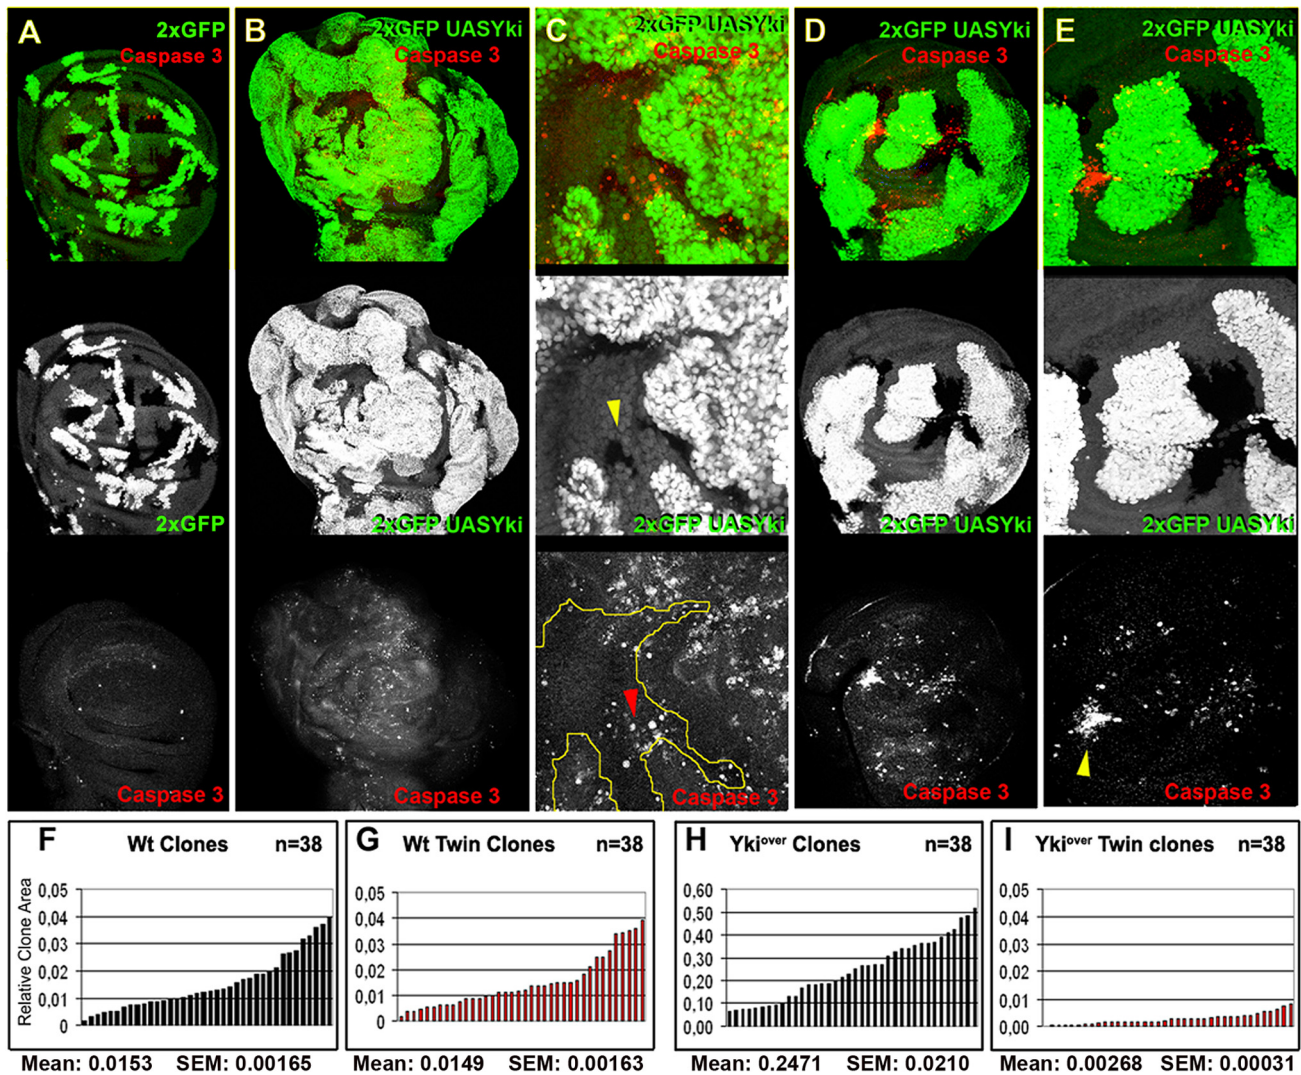 A
2xGFP
Caspase 3
B
2xGFP UASYki
Caspase 3
C
2xGFP UASYki
Caspase 3
D
2xGFP UASYki
Caspase 3
E
2xGFP UASYki
Caspase 3
2xGFP
2xGFP UASYki
2xGFP UASYki
2xGFP UASYki
2xGFP UASYki
Caspase 3
Caspase 3
Caspase 3
Caspase 3
Caspase 3
F
Wt Clones
n=38
Relative Clone Area
0,05
0,04
0,03
0,02
0,01
0
Mean: 0.0153
SEM: 0.00165
G
Wt Twin Clones
n=38
0,05
0,04
0,03
0,02
0,01
0
Mean: 0.0149
SEM: 0.00163
H
Ykiover Clones
n=38
0,60
0,50
0,40
0,30
0,20
0,10
0,00
Mean: 0.2471
SEM: 0.0210
I
Ykiover Twin clones
n=38
0,05
0,04
0,03
0,02
0,01
0,00
Mean: 0.00268
SEM: 0.00031